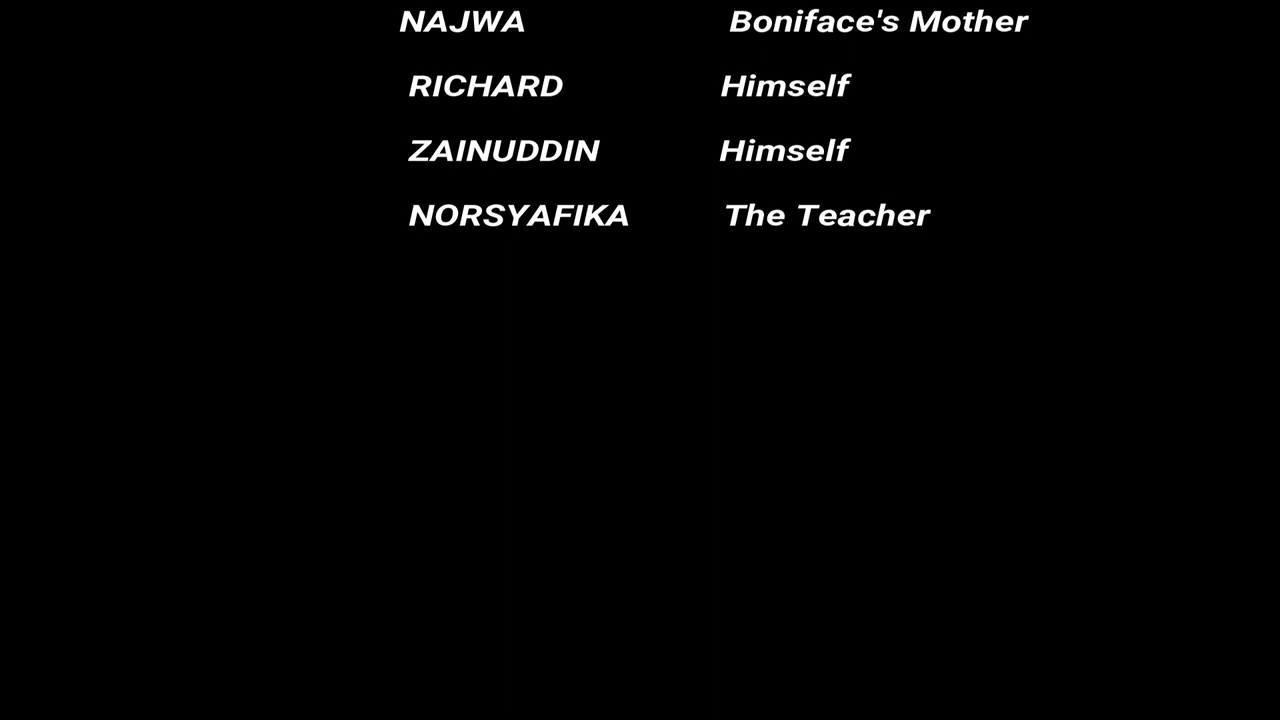 NAJWA Boniface's Mother
RICHARD Himself
ZAINUDDIN Himself
NORSYAFIKA The Teacher